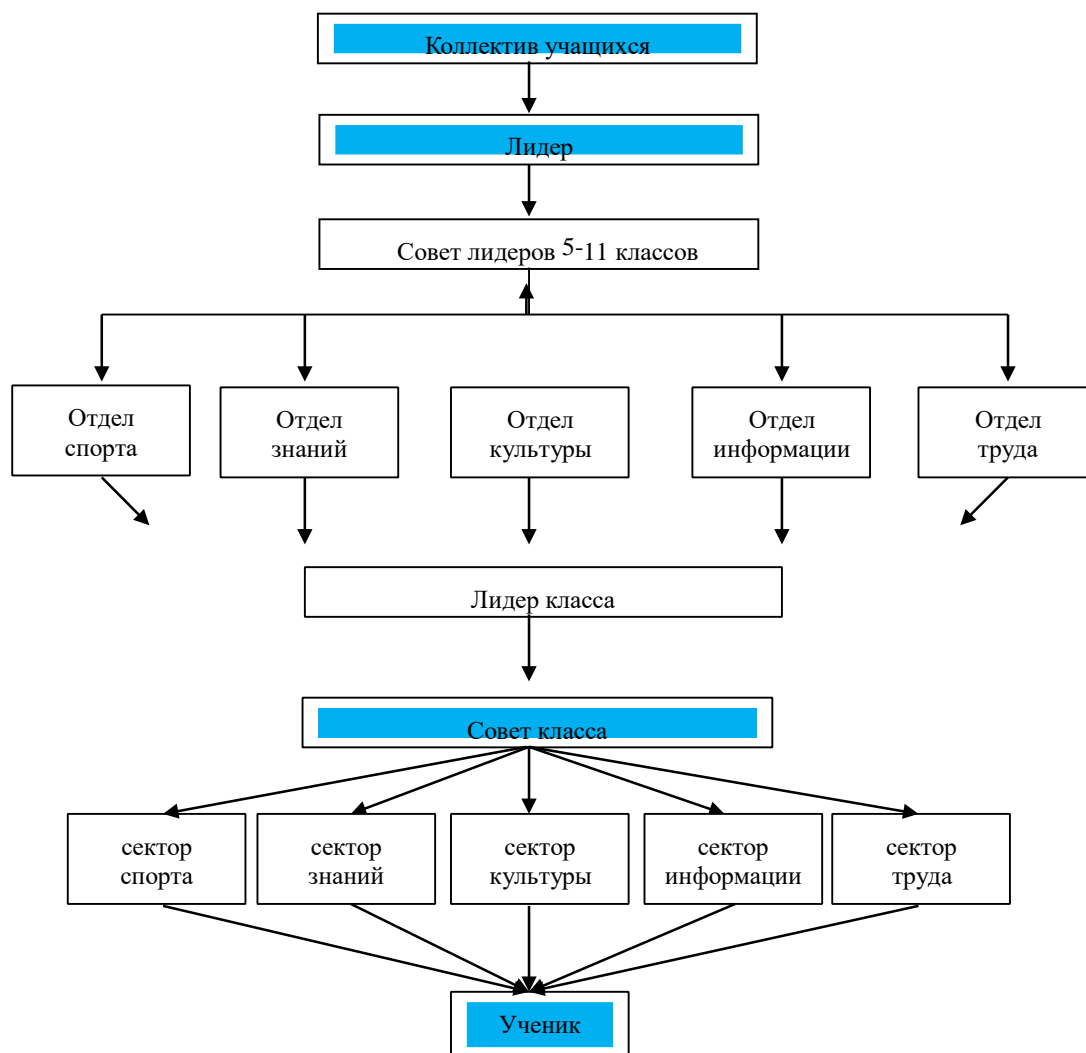 Коллектив учащихся
Лидер
Совет лидеров 5-11 классов
Отдел
спорта
Отдел
знаний
Отдел
культуры
Отдел
информации
Отдел
труда
Лидер класса
Совет класса
сектор
спорта
сектор
знаний
сектор
культуры
сектор
информации
сектор
труда
Ученик